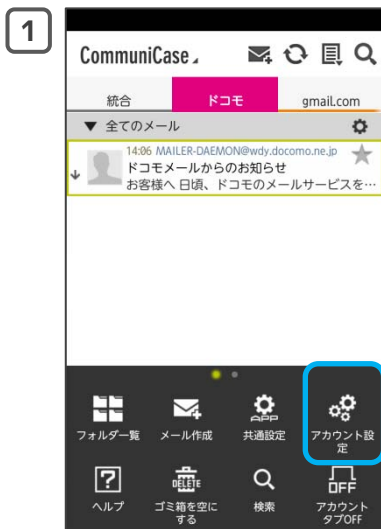 1
CommuniCase
統合 ドコモ gmail.com
▼ 全てのメール
14:06 MAILER-DAEMON@wdy.docomo.ne.jp
ドコモメールからのお知らせ
お客様へ 日頃、ドコモのメールサービスを…
APP
フォルダ一覧 メール作成 共通設定 アカウント設
定
? DELETE OFF
ヘルプ ゴミ箱を空に 検索 アカウント
する タブOFF